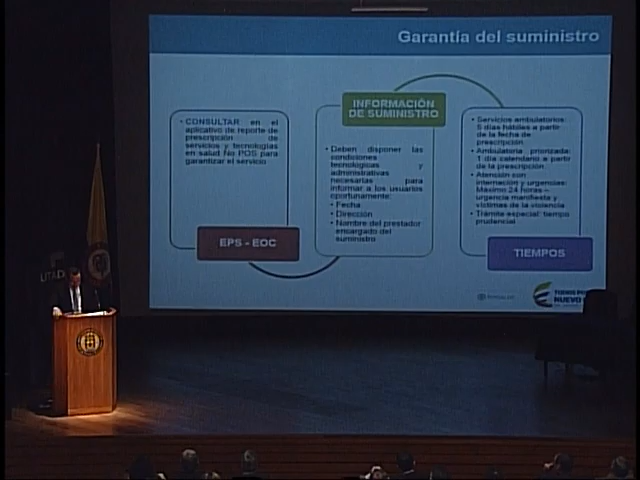 Garantía del suministro
• CONSULTAR en el
aplicativo de reporte de
prescripción de
servicios y tecnologías
en salud No POS para
garantizar el servicio
EPS - EOC
INFORMACIÓN
DE SUMINISTRO
• Deben disponer las
condiciones
tecnológicas y
administrativas
necesarias para
informar a los usuarios
oportunamente:
• Fecha
• Dirección
• Nombre del prestador
encargado del
suministro
• Servicios ambulatorios:
5 días hábiles a partir
de la fecha de
prescripción
• Ambulatoria priorizada:
1 día calendario a partir
de la prescripción
• Atención con
internación y urgencias:
Máximo 24 horas –
urgencia manifiesta y
víctimas de la violencia
• Trámite especial: tiempo
prudencial
TIEMPOS
TODOS POR
NUEVO